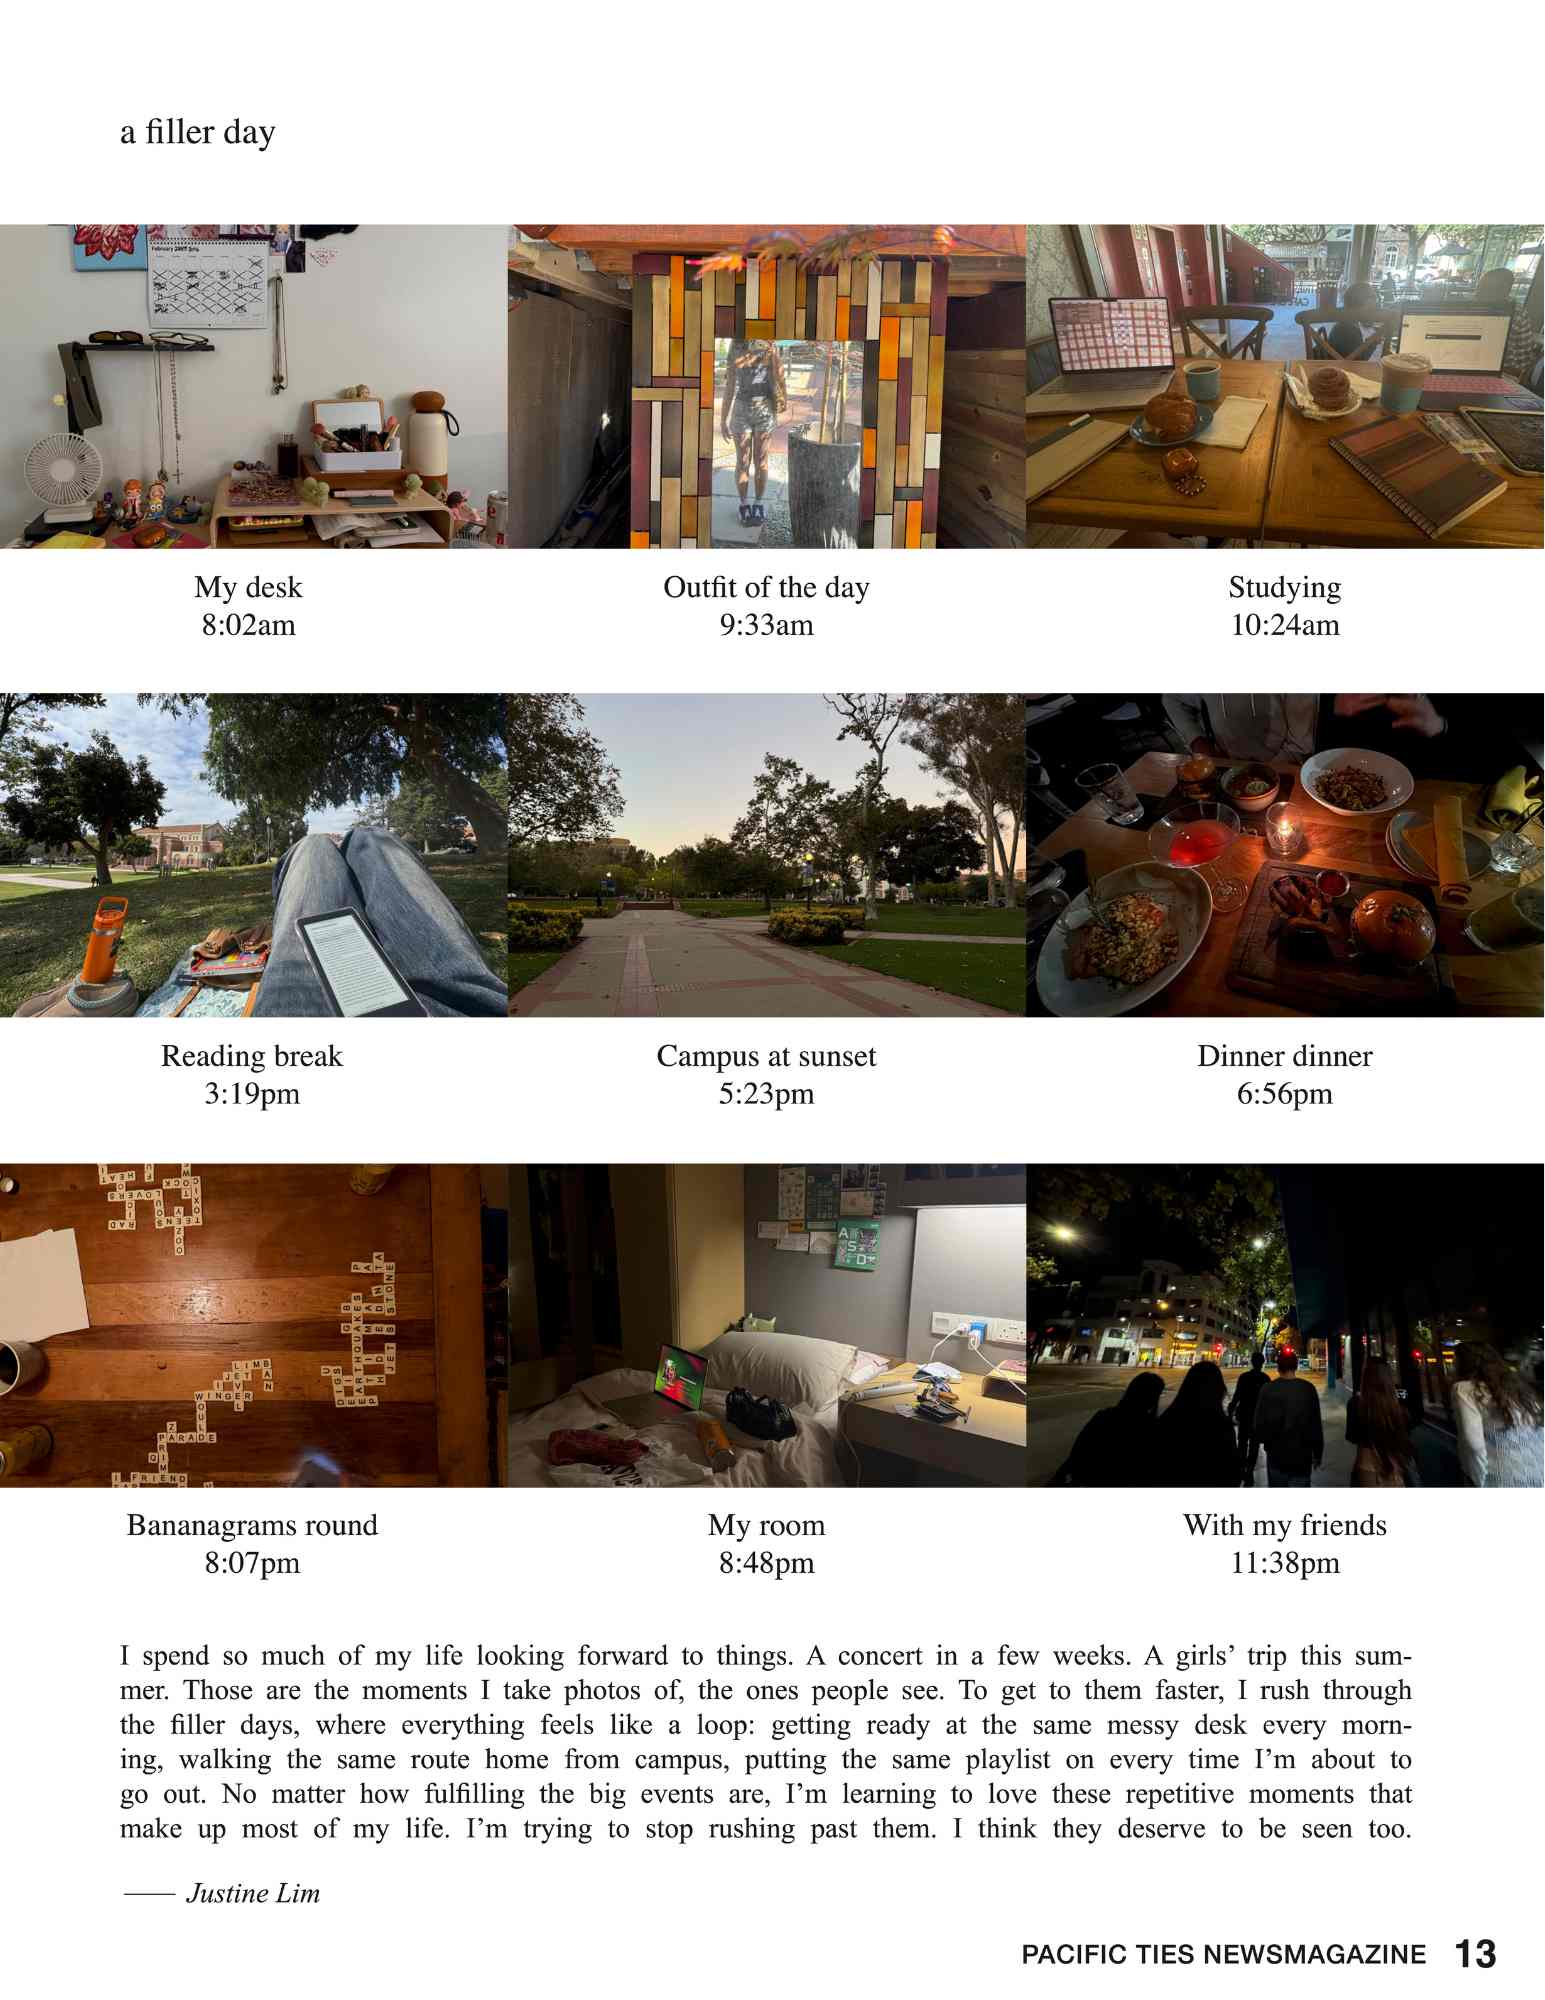 a filler day
February
My desk
8:02am
Outfit of the day
9:33am
Studying
10:24am
Reading break
3:19pm
Campus at sunset
5:23pm
Dinner dinner
6:56pm
LIMB
JET
WINGER
PARADE
FRIEND
EARTHQUAKES
STONE
A
S
D
Bananagrams round
8:07pm
My room
8:48pm
With my friends
11:38pm
I spend so much of my life looking forward to things. A concert in a few weeks. A girls’ trip this sum-
mer. Those are the moments I take photos of, the ones people see. To get to them faster, I rush through
the filler days, where everything feels like a loop: getting ready at the same messy desk every morn-
ing, walking the same route home from campus, putting the same playlist on every time I’m about to
go out. No matter how fulfilling the big events are, I’m learning to love these repetitive moments that
make up most of my life. I’m trying to stop rushing past them. I think they deserve to be seen too.
—— Justine Lim
PACIFIC TIES NEWSMAGAZINE 13